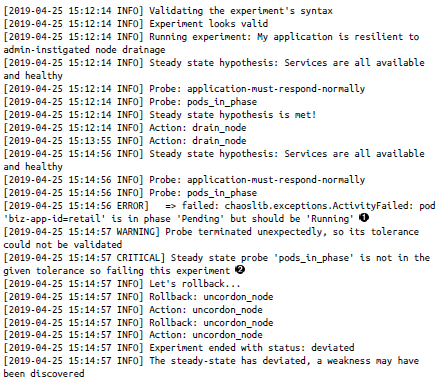 [2019-04-25 15:12:14 INFO] Validating the experiment's syntax
[2019-04-25 15:12:14 INFO] Experiment looks valid
[2019-04-25 15:12:14 INFO] Running experiment: My application is resilient to
admin-instigated node drainage
[2019-04-25 15:12:14 INFO] Steady state hypothesis: Services are all available
and healthy
[2019-04-25 15:12:14 INFO] Probe: application-must-respond-normally
[2019-04-25 15:12:14 INFO] Probe: pods_in_phase
[2019-04-25 15:12:14 INFO] Steady state hypothesis is met!
[2019-04-25 15:12:14 INFO] Action: drain_node
[2019-04-25 15:13:55 INFO] Action: drain_node
[2019-04-25 15:14:56 INFO] Steady state hypothesis: Services are all available
and healthy
[2019-04-25 15:14:56 INFO] Probe: application-must-respond-normally
[2019-04-25 15:14:56 INFO] Probe: pods_in_phase
[2019-04-25 15:14:56 ERROR]   => failed: chaoslib.exceptions.ActivityFailed: pod
'biz-app-id=retail' is in phase 'Pending' but should be 'Running' ❶
[2019-04-25 15:14:57 WARNING] Probe terminated unexpectedly, so its tolerance
could not be validated
[2019-04-25 15:14:57 CRITICAL] Steady state probe 'pods_in_phase' is not in the
given tolerance so failing this experiment ❷
[2019-04-25 15:14:57 INFO] Let's rollback...
[2019-04-25 15:14:57 INFO] Rollback: uncordon_node
[2019-04-25 15:14:57 INFO] Action: uncordon_node
[2019-04-25 15:14:57 INFO] Rollback: uncordon_node
[2019-04-25 15:14:57 INFO] Action: uncordon_node
[2019-04-25 15:14:57 INFO] Experiment ended with status: deviated
[2019-04-25 15:14:57 INFO] The steady-state has deviated, a weakness may have
been discovered